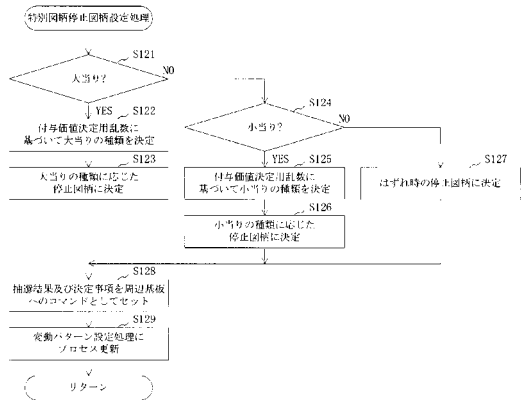 特別図柄停止図柄設定処理
S121
大当り?
NO
YES
S122
付与価値決定用乱数に
基づいて大当りの種類を決定
S123
大当りの種類に応じた
停止図柄に決定
S124
小当り?
NO
YES
S125
付与価値決定用乱数に
基づいて小当りの種類を決定
S126
小当りの種類に応じた
停止図柄に決定
S127
はずれ時の停止図柄に決定
S128
抽選結果及び決定事項を周辺基板
へのコマンドとしてセット
S129
変動パターン設定処理に
プロセス更新
リターン